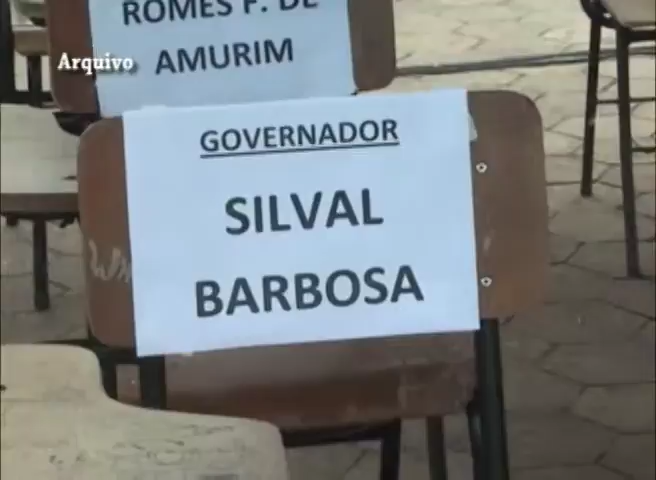 ROMES F. DE
AMURIM
Arquivo
GOVERNADOR
SILVAL
BARBOSA